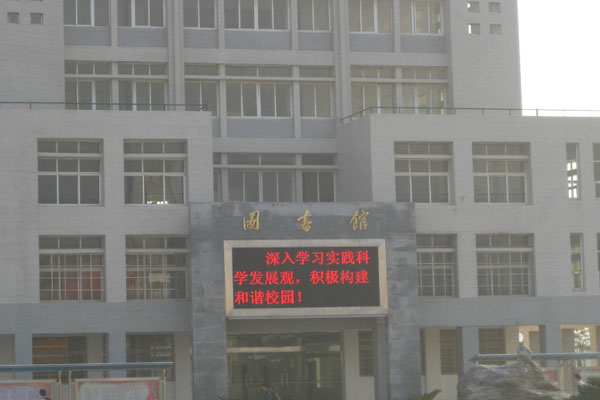 图书馆
深入学习实践科
学发展观，积极构建
和谐校园！